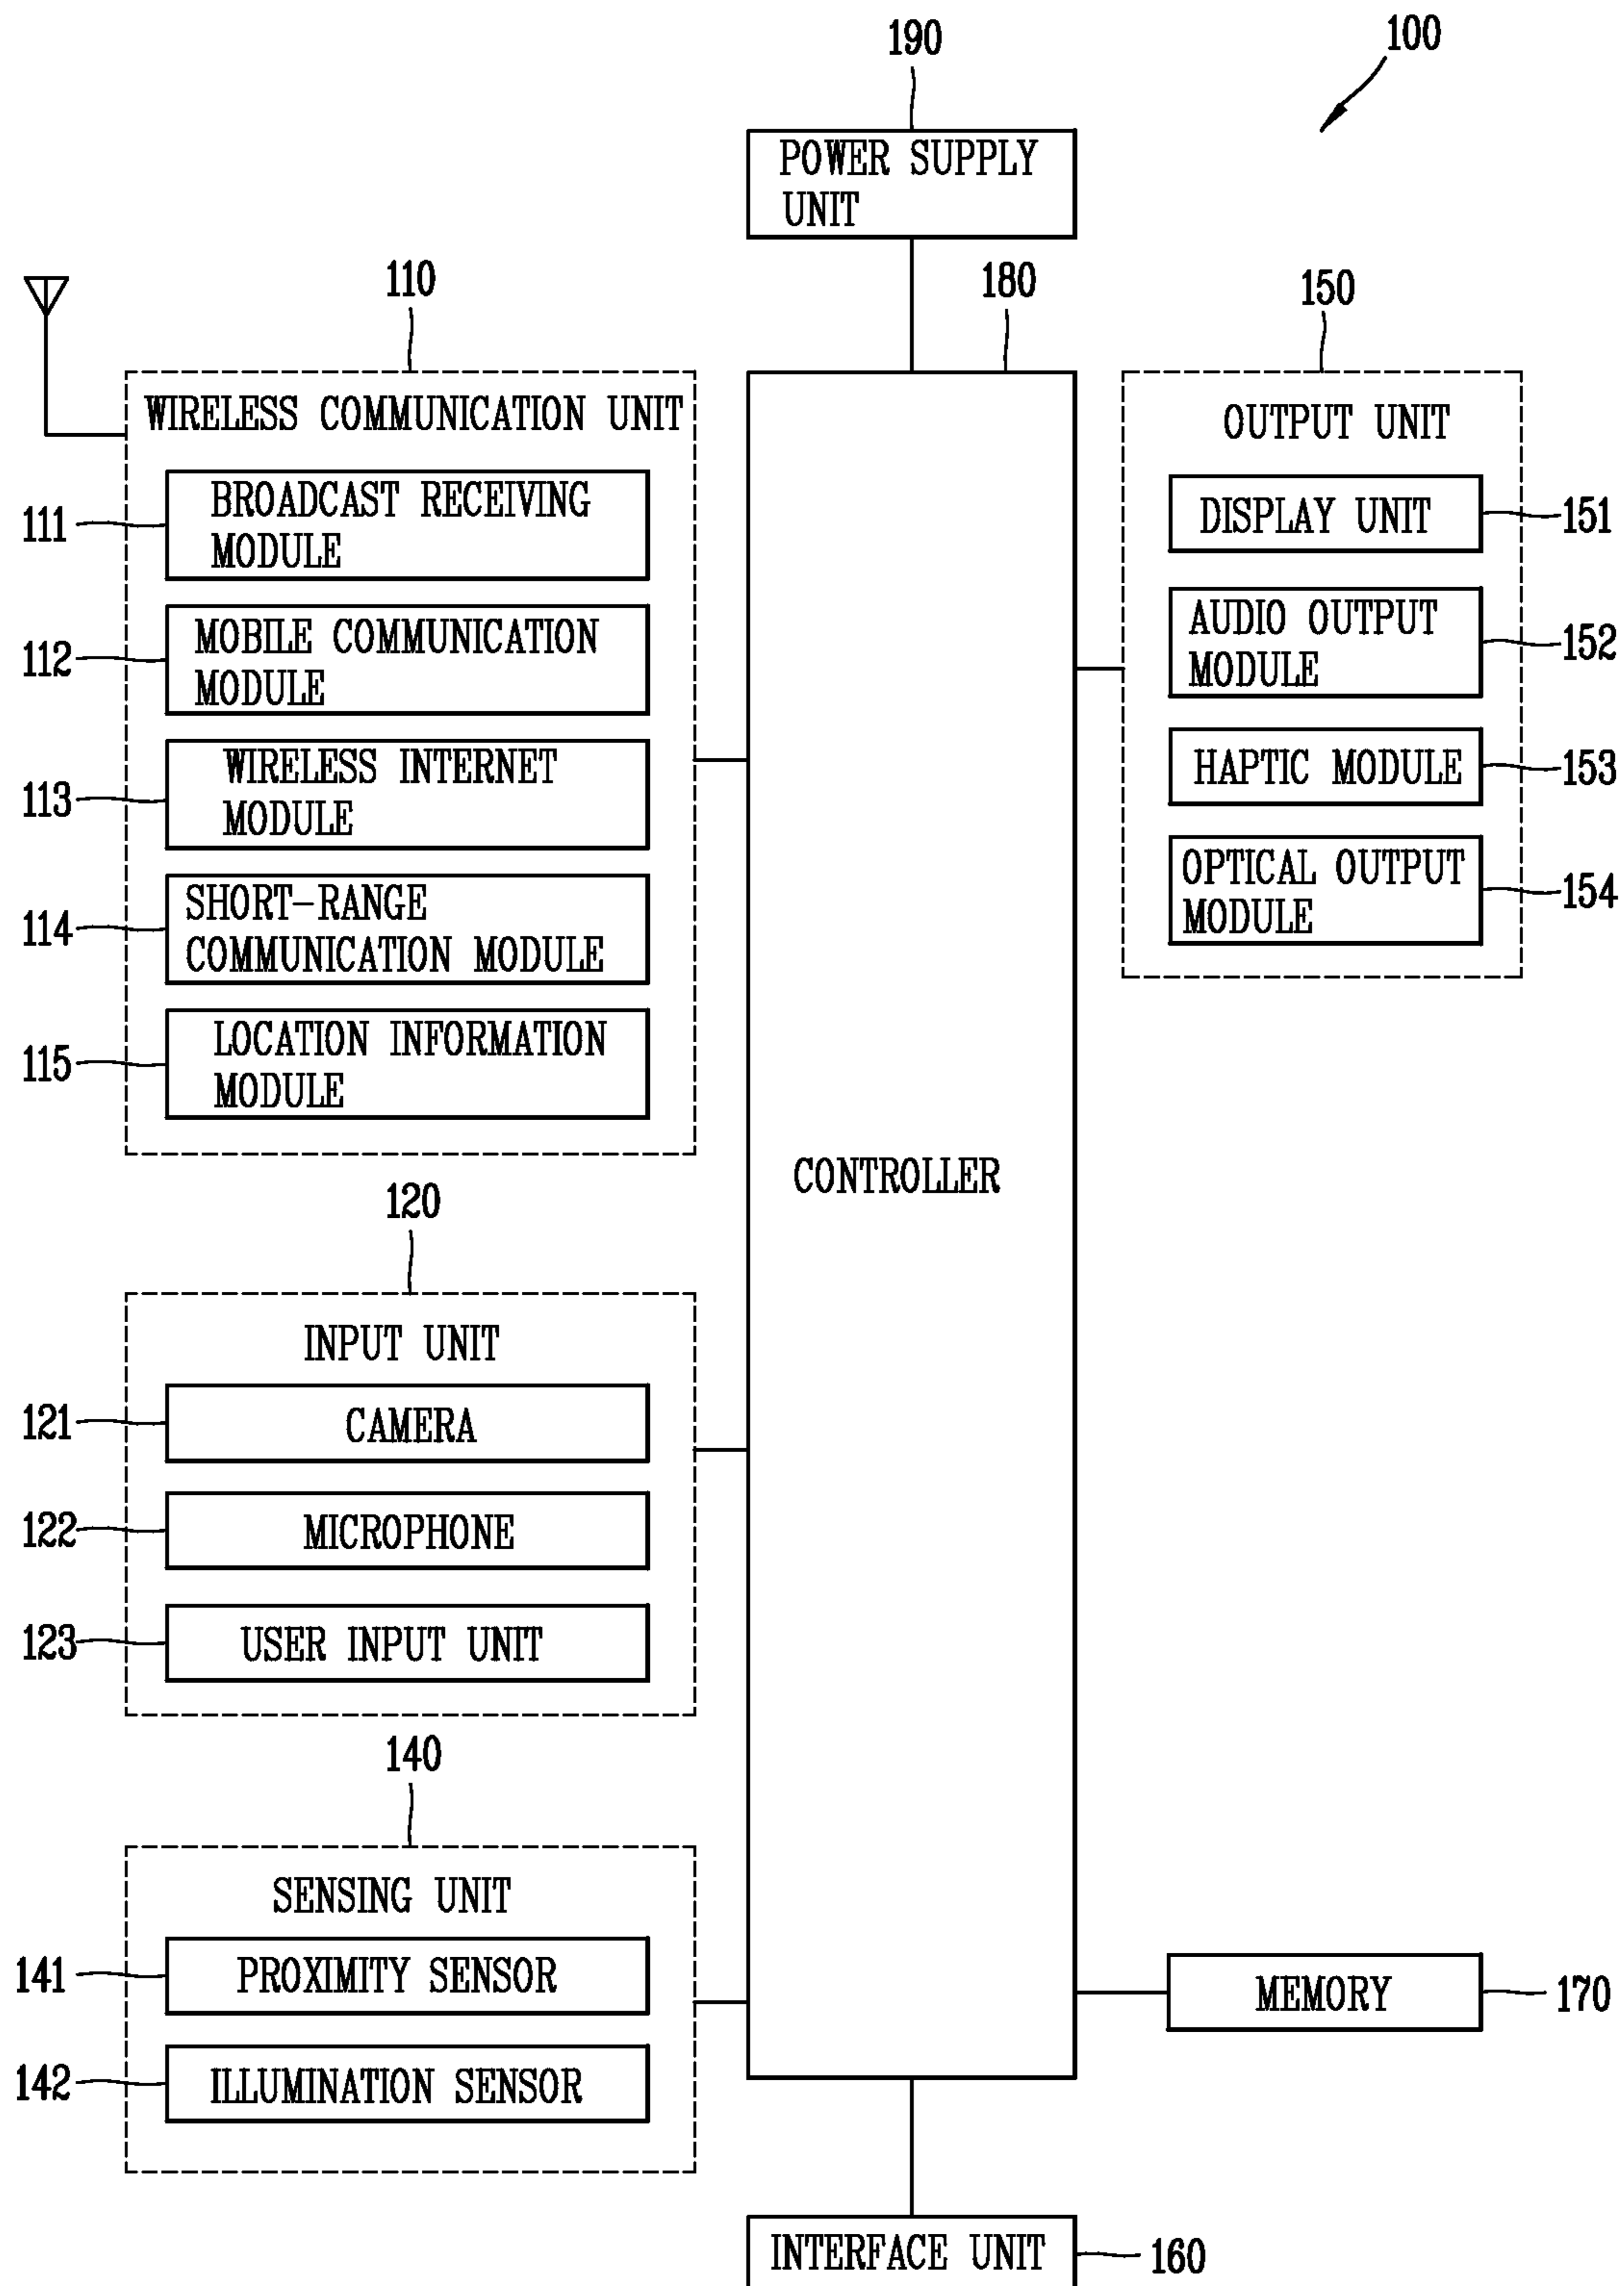 190
100
POWER SUPPLY
UNIT
110
180
150
WIRELESS COMMUNICATION UNIT
111
BROADCAST RECEIVING
MODULE
112
MOBILE COMMUNICATION
MODULE
113
WIRELESS INTERNET
MODULE
114
SHORT-RANGE
COMMUNICATION MODULE
115
LOCATION INFORMATION
MODULE
OUTPUT UNIT
DISPLAY UNIT
151
AUDIO OUTPUT
MODULE
152
HAPTIC MODULE
153
OPTICAL OUTPUT
MODULE
154
CONTROLLER
120
INPUT UNIT
121
CAMERA
122
MICROPHONE
123
USER INPUT UNIT
140
SENSING UNIT
141
PROXIMITY SENSOR
142
ILLUMINATION SENSOR
MEMORY
170
INTERFACE UNIT
160